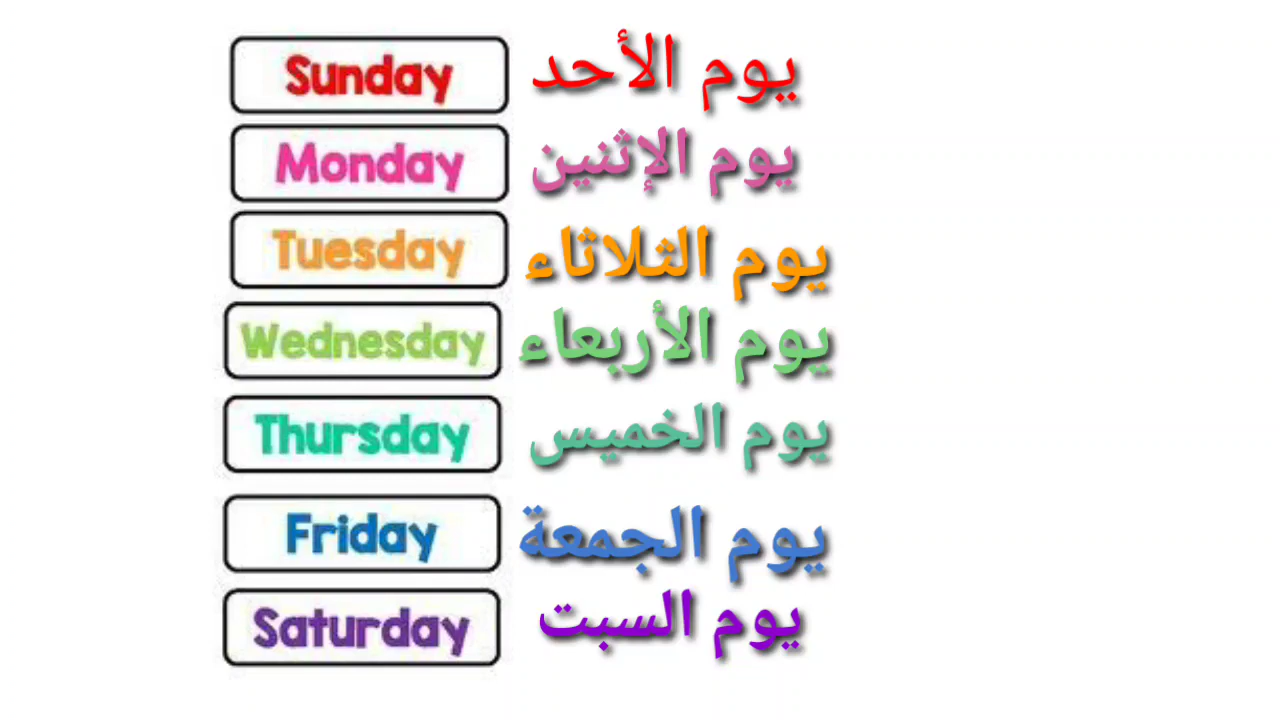 Sunday يوم الأحد
Monday يوم الإثنين
Tuesday يوم الثلاثاء
Wednesday يوم الأربعاء
Thursday يوم الخميس
Friday يوم الجمعة
Saturday يوم السبت